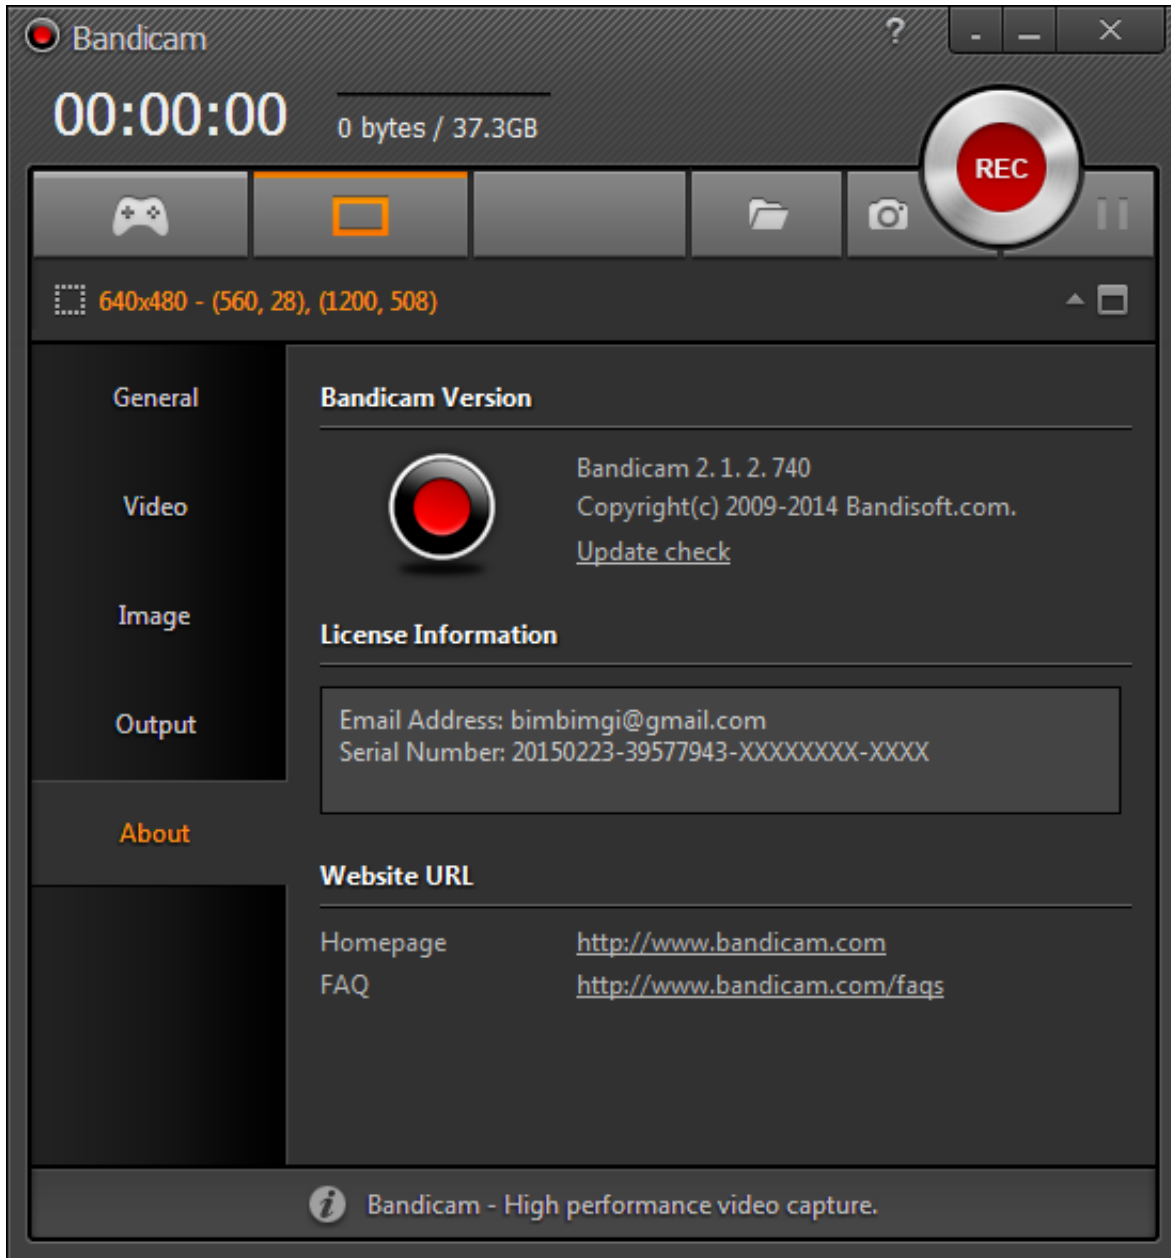 Bandicam
?
00:00:00
0 bytes / 37.3GB
REC
640x480 - (560, 28), (1200, 508)
General
Video
Image
Output
About
Bandicam Version
Bandicam 2. 1. 2. 740
Copyright(c) 2009-2014 Bandisoft.com.
Update check
License Information
Email Address: bimbimgi@gmail.com
Serial Number: 20150223-39577943-XXXXXXXX-XXXX
Website URL
Homepage http://www.bandicam.com
FAQ http://www.bandicam.com/faqs
Bandicam - High performance video capture.